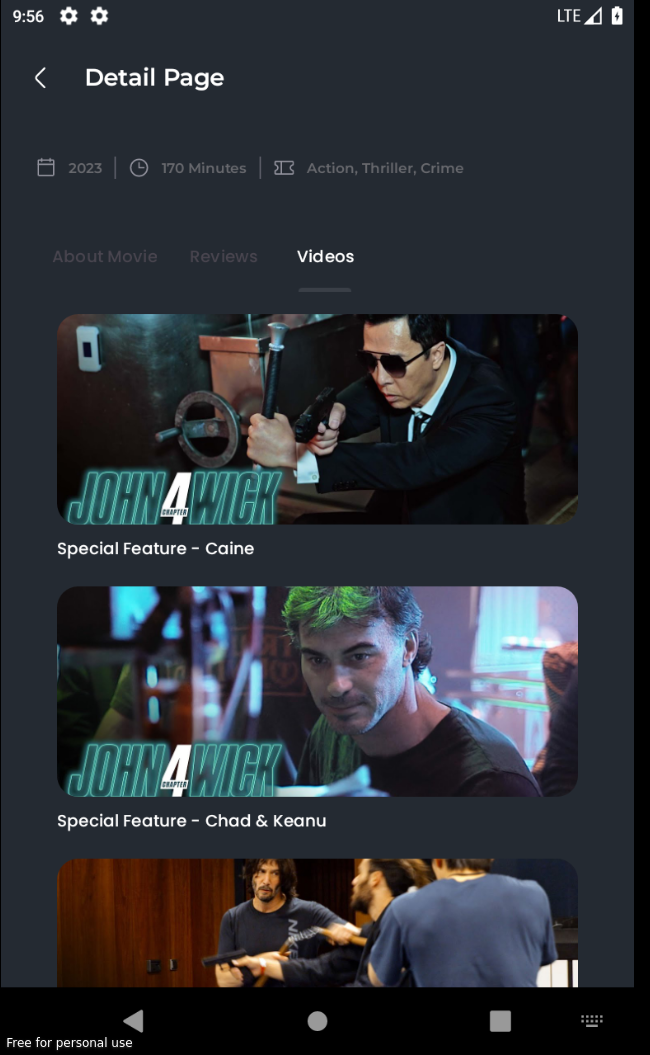 9:56
LTE
Detail Page
2023
170 Minutes
Action, Thriller, Crime
About Movie
Reviews
Videos
JOHN WICK
CHAPTER 4
Special Feature - Caine
JOHN WICK
CHAPTER 4
Special Feature - Chad & Keanu
Free for personal use